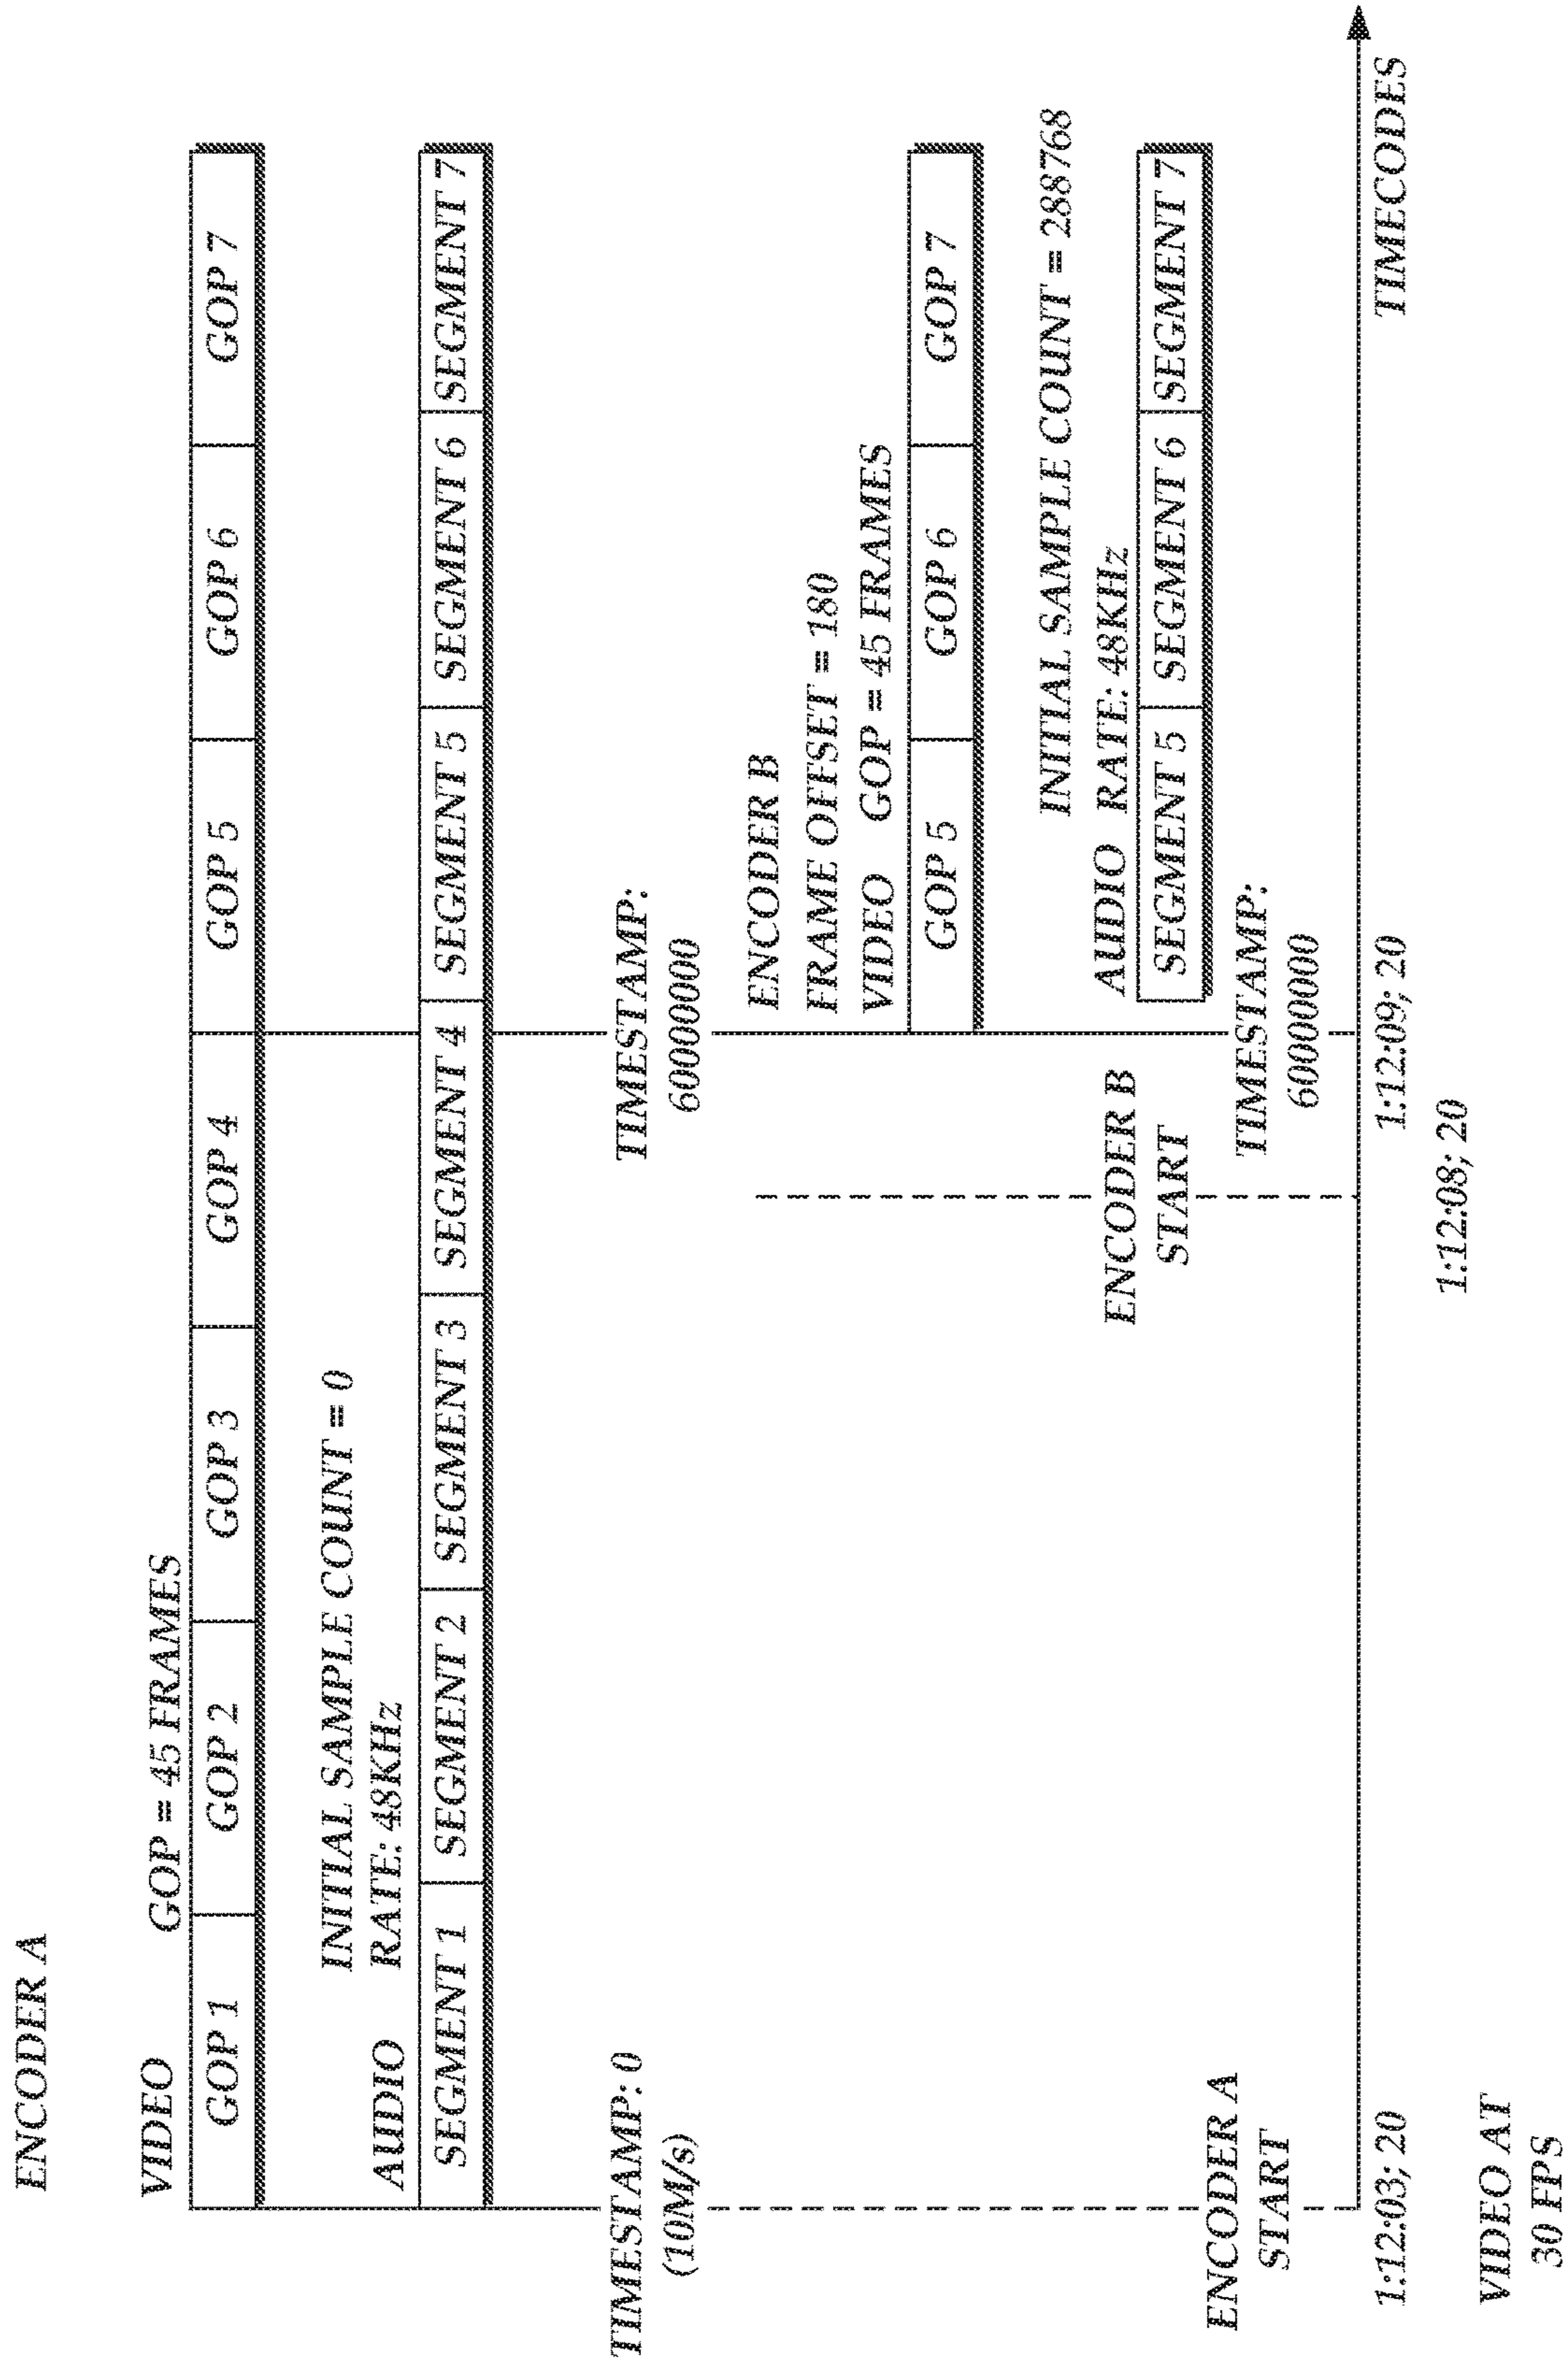 ENCODER A
VIDEO
GOP = 45 FRAMES
GOP 1
GOP 2
GOP 3
GOP 4
GOP 5
GOP 6
GOP 7
INITIAL SAMPLE COUNT = 0
AUDIO
RATE: 48KHz
SEGMENT 1
SEGMENT 2
SEGMENT 3
SEGMENT 4
SEGMENT 5
SEGMENT 6
SEGMENT 7
TIMESTAMP: 0
(10M/s)
TIMESTAMP:
60000000
ENCODER B
FRAME OFFSET = 180
VIDEO
GOP = 45 FRAMES
GOP 5
GOP 6
GOP 7
INITIAL SAMPLE COUNT = 288768
AUDIO
RATE: 48KHz
SEGMENT 5
SEGMENT 6
SEGMENT 7
ENCODER B
START
TIMESTAMP:
60000000
ENCODER A
START
1:12:03; 20
1:12:09; 20
TIMECODES
1:12:08; 20
VIDEO AT
30 FPS